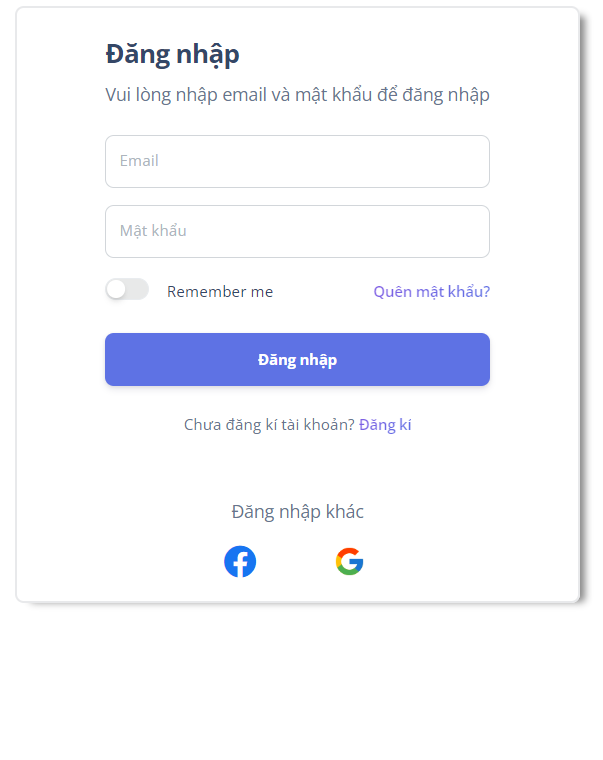 Đăng nhập
Vui lòng nhập email và mật khẩu để đăng nhập
Email
Mật khẩu
Remember me Quên mật khẩu?
Đăng nhập
Chưa đăng kí tài khoản? Đăng kí
Đăng nhập khác